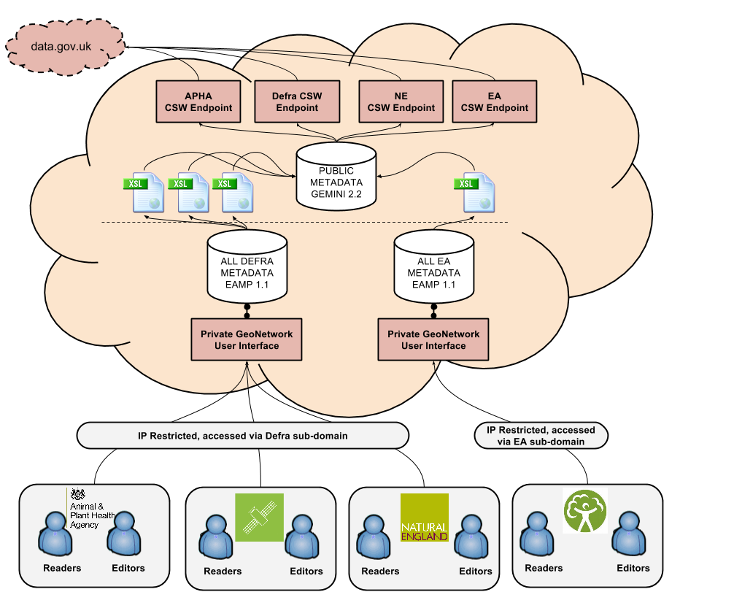 data.gov.uk
APHA
CSW Endpoint
Defra CSW
Endpoint
NE
CSW Endpoint
EA
CSW Endpoint
PUBLIC
METADATA
GEMINI 2.2
XSL
XSL
XSL
XSL
ALL DEFRA
METADATA
EAMP 1.1
ALL EA
METADATA
EAMP 1.1
Private GeoNetwork
User Interface
Private GeoNetwork
User Interface
IP Restricted, accessed via Defra sub-domain
IP Restricted, accessed
via EA sub-domain
Animal &
Plant Health
Agency
NATURAL
ENGLAND
Readers
Editors
Readers
Editors
Readers
Editors
Readers
Editors